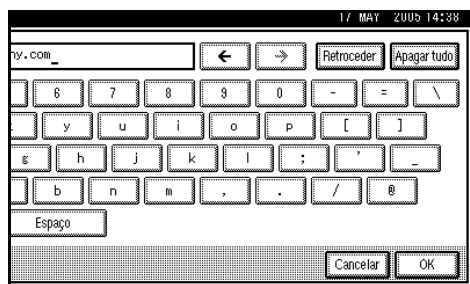 17 MAY 2005 14:38
ny.com_ ← → Retroceder Apagar tudo
6 7 8 9 0 - = \
y u i o p [ ]
g h j k l ; ' _
b n m , . / @
Espaço
Cancelar OK